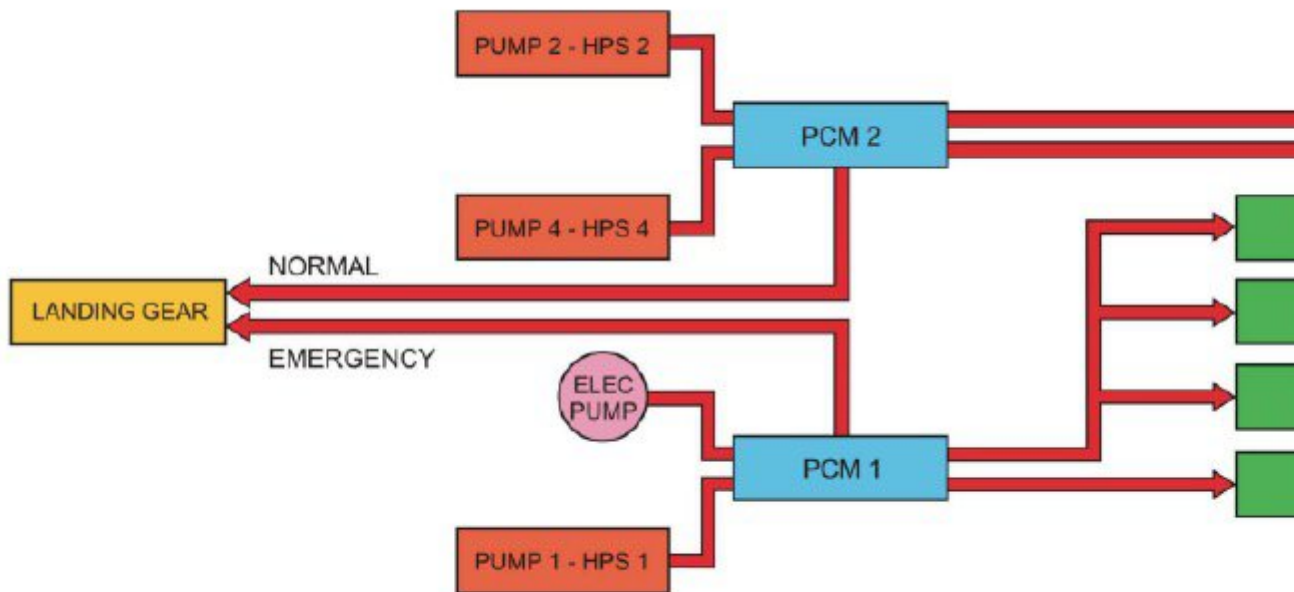 PUMP 2 - HPS 2
PCM 2
PUMP 4 - HPS 4
NORMAL
LANDING GEAR
EMERGENCY
ELEC
PUMP
PCM 1
PUMP 1 - HPS 1